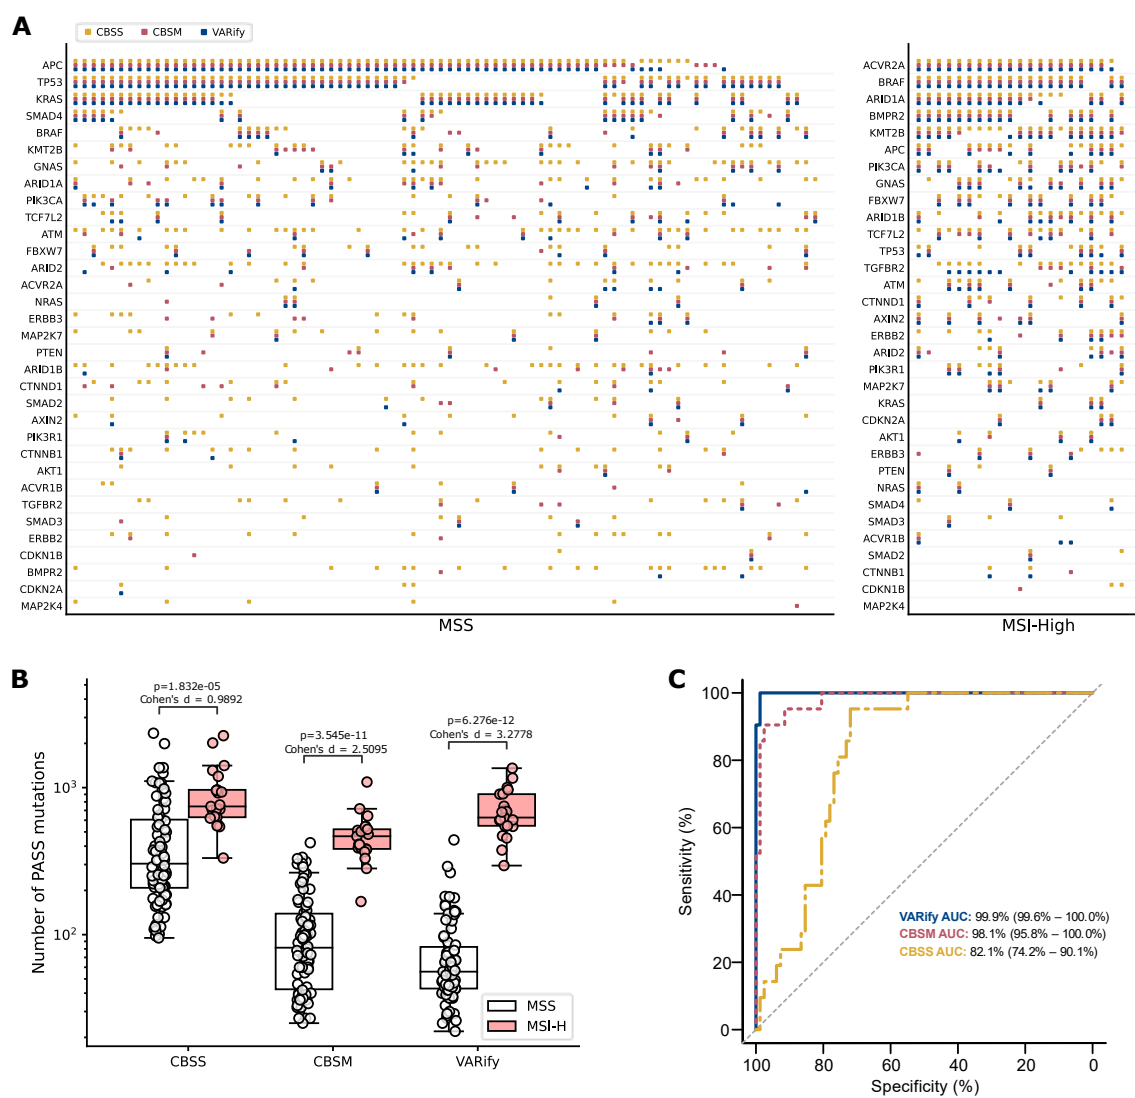 A
CBSS CBSM VARify
APC
TP53
KRAS
SMAD4
BRAF
KMT2B
GNAS
ARID1A
PIK3CA
TCF7L2
ATM
FBXW7
ARID2
ACVR2A
NRAS
ERBB3
MAP2K7
PTEN
ARID1B
CTNND1
SMAD2
AXIN2
PIK3R1
CTNNB1
AKT1
ACVR1B
TGFBR2
SMAD3
ERBB2
CDKN1B
BMPR2
CDKN2A
MAP2K4
MSS
ACVR2A
BRAF
ARID1A
BMPR2
KMT2B
APC
PIK3CA
GNAS
FBXW7
ARID1B
TCF7L2
TP53
TGFBR2
ATM
CTNND1
AXIN2
ERBB2
ARID2
PIK3R1
MAP2K7
KRAS
CDKN2A
AKT1
ERBB3
PTEN
NRAS
SMAD4
SMAD3
ACVR1B
SMAD2
CTNNB1
CDKN1B
MAP2K4
MSI-High
B
p=1.832e-05
Cohen's d = 0.9892
p=3.545e-11
Cohen's d = 2.5095
p=6.276e-12
Cohen's d = 3.2778
Number of PASS mutations
10³
10²
MSS
MSI-H
CBSS CBSM VARify
C
Sensitivity (%)
100
80
60
40
20
0
VARify AUC: 99.9% (99.6% – 100.0%)
CBSM AUC: 98.1% (95.8% – 100.0%)
CBSS AUC: 82.1% (74.2% – 90.1%)
100 80 60 40 20 0
Specificity (%)